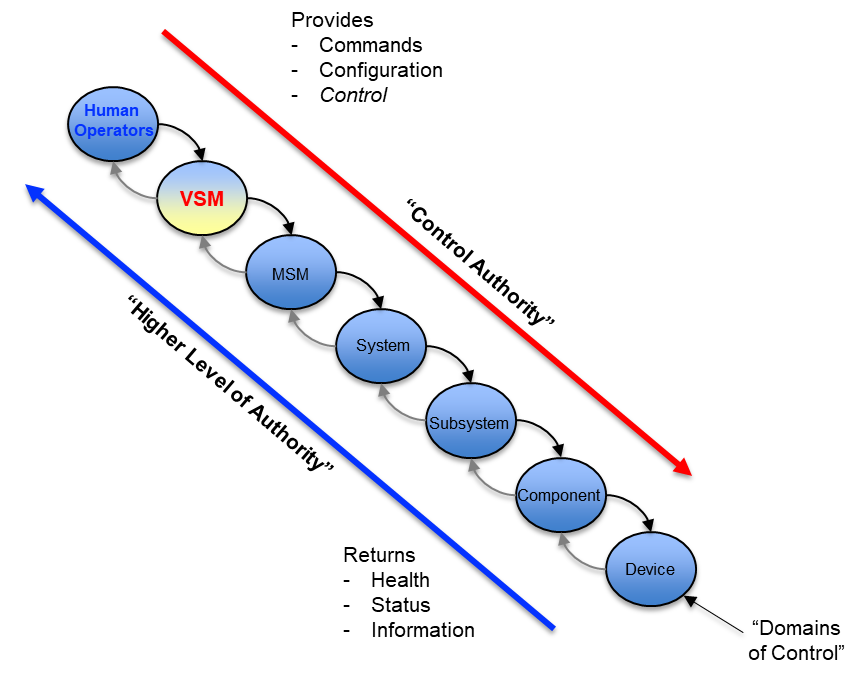 Provides
- Commands
- Configuration
- Control
Human
Operators
VSM
MSM
System
Subsystem
Component
Device
“Control Authority”
“Higher Level of Authority”
Returns
- Health
- Status
- Information
“Domains
of Control”